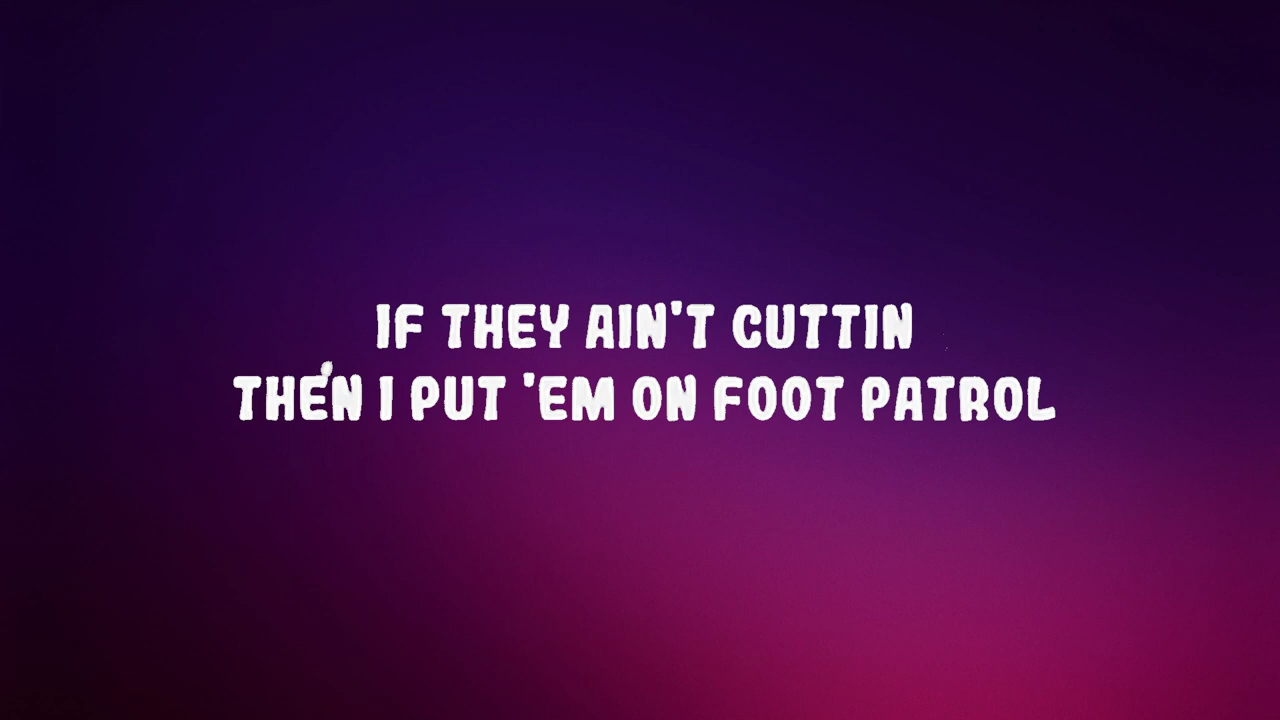 IF THEY AIN'T CUTTIN
THEN I PUT 'EM ON FOOT PATROL